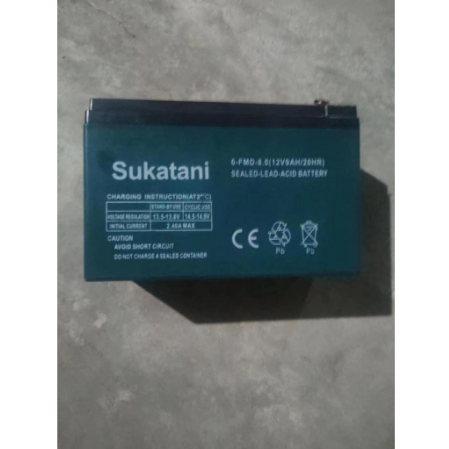 Sukatani
6-FMD-8.0(12V9AH/20HR)
SEALED-LEAD-ACID BATTERY
CHARGING INSTRUCTION(AT
STAND-BY USE CYCLIC USE
VOLTAGE REGULATION 13.5-13.8V 14.5-14.9V
INITIAL CURRENT 2.40A MAX
CAUTION
AVOID SHORT CIRCUIT
DO NOT CHARGE A SEALED CONTAINER
CE
Pb
Pb